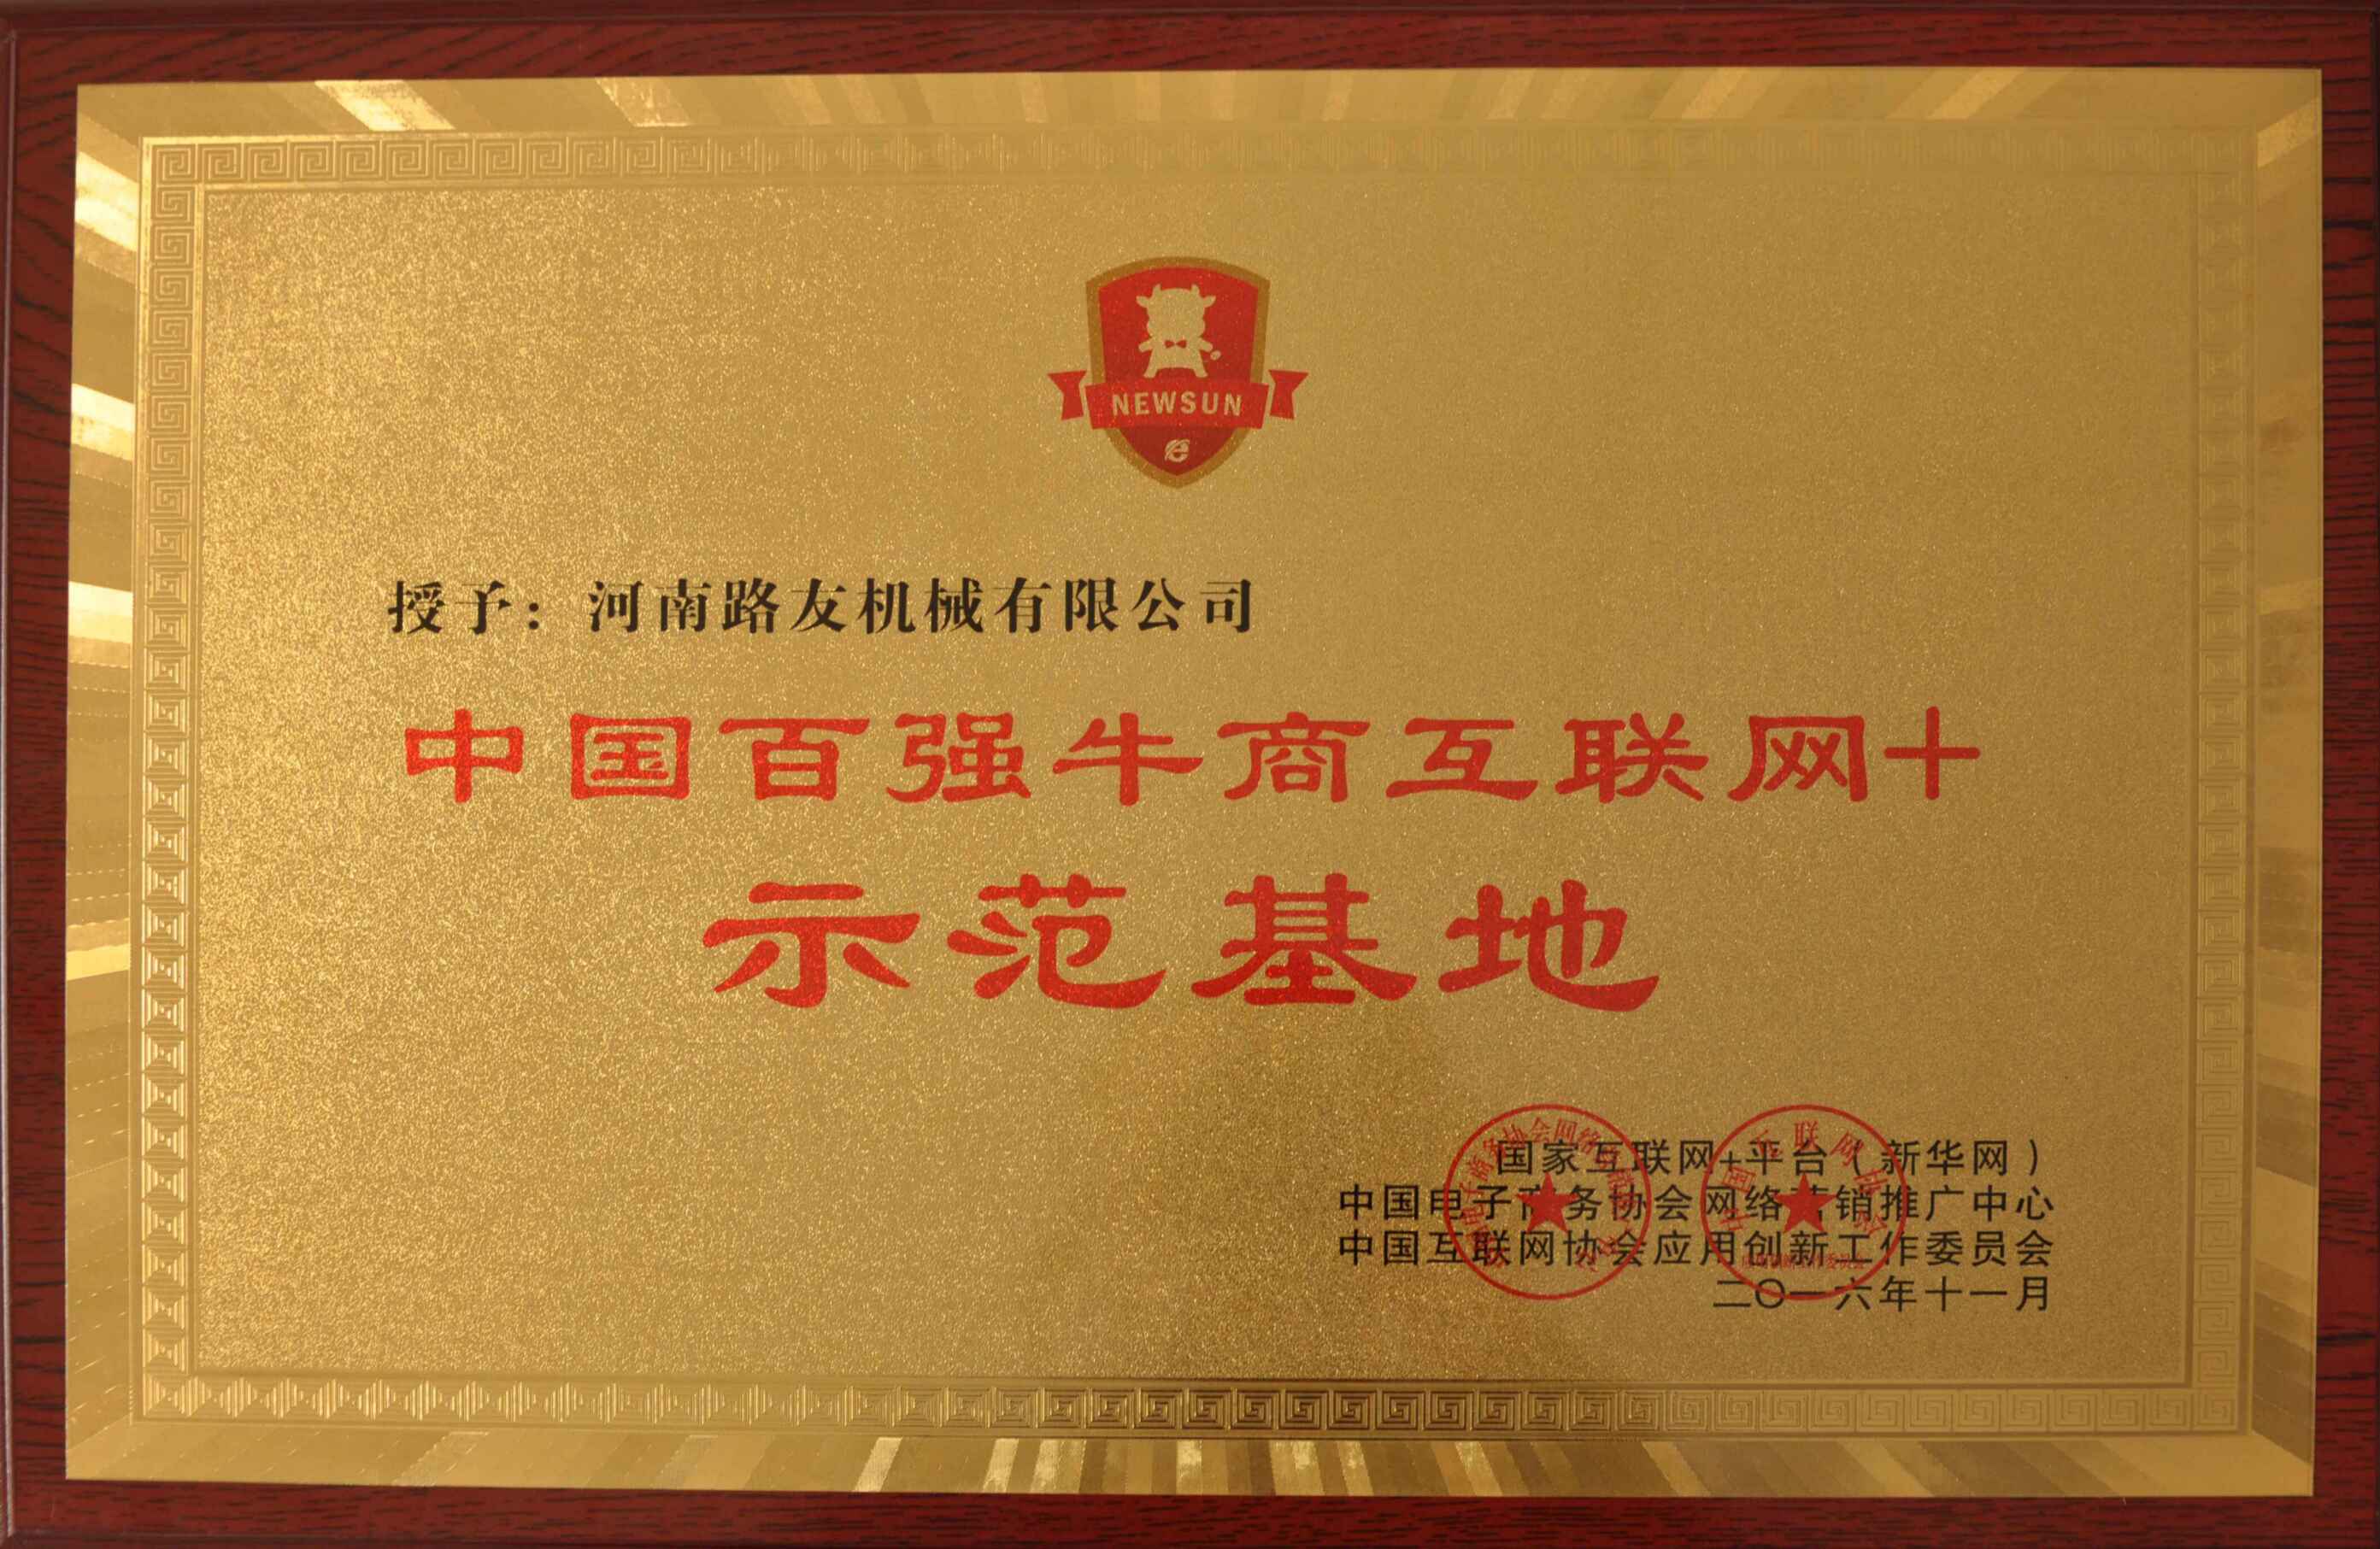 NEWSUN
授予：河南路友机械有限公司
中国百强牛商互联网+
示范基地
国家互联网+平台（新华网）
中国电子商务协会网络营销推广中心
中国互联网协会应用创新工作委员会
二〇一六年十一月